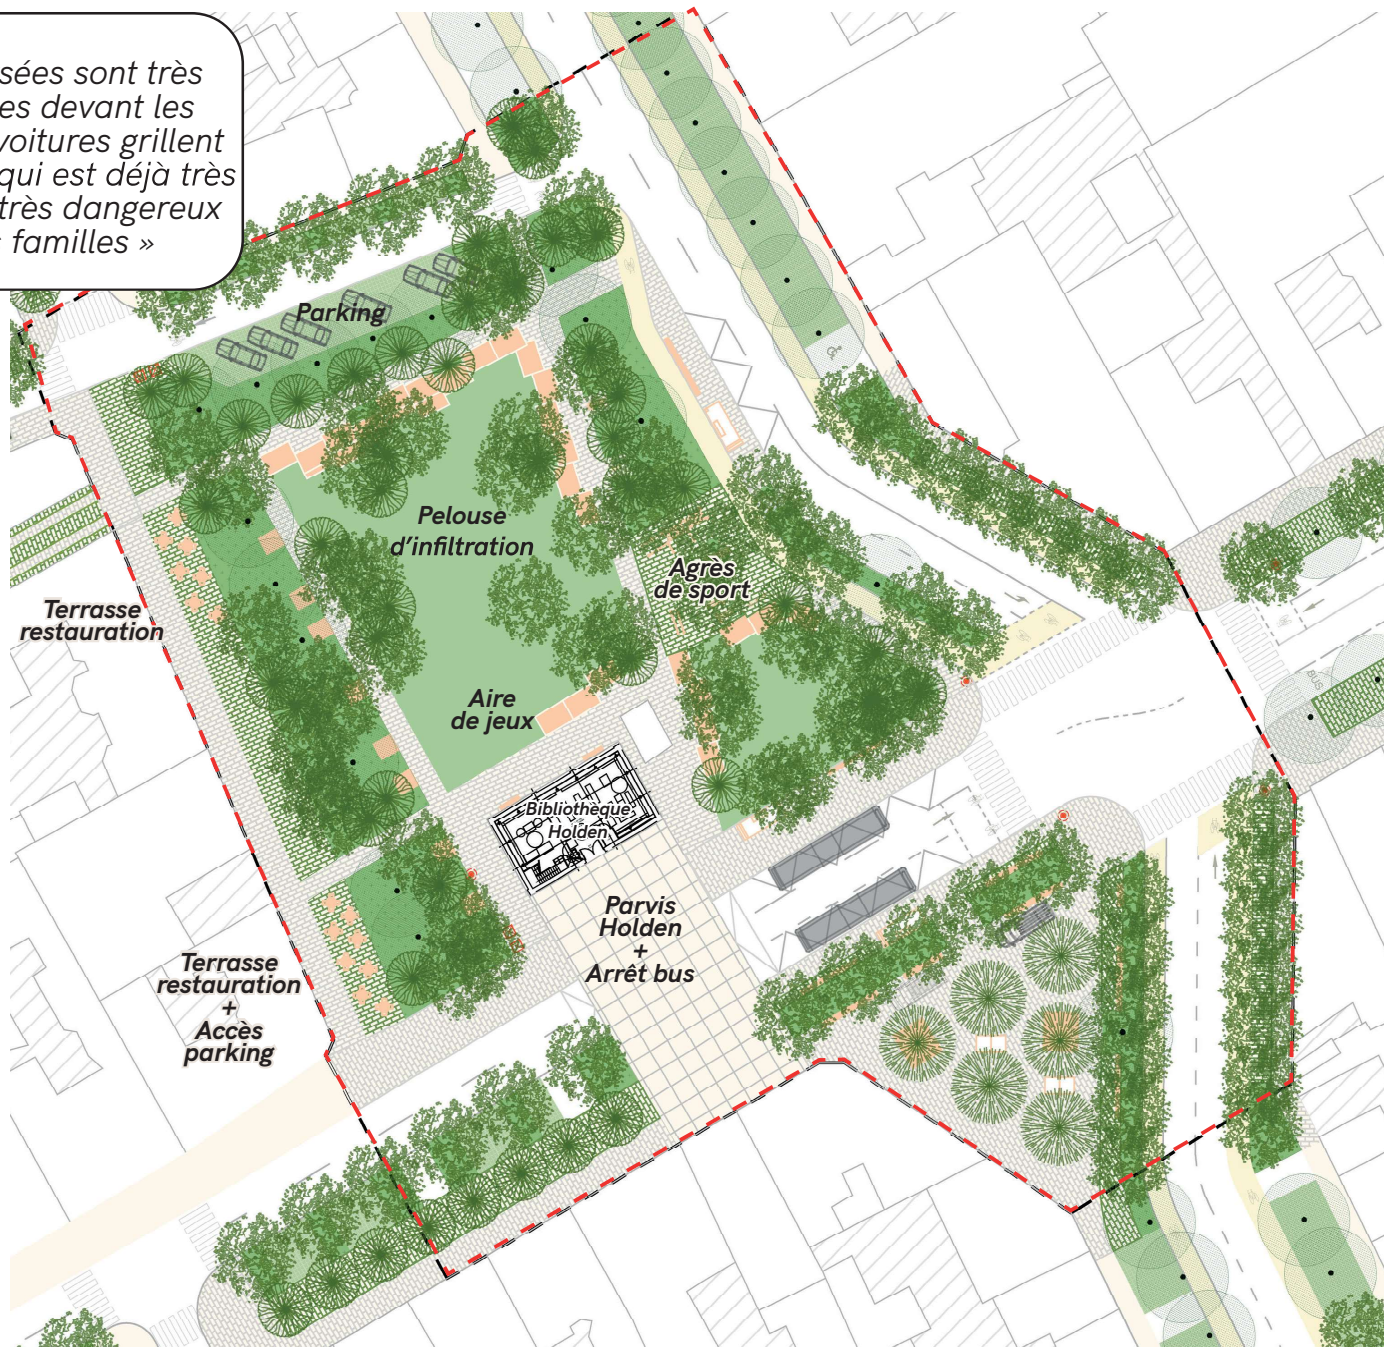 sées sont très
es devant les
voitures grillent
qui est déjà très
très dangereux
familles »
Parking
Pelouse
d'infiltration
Agrès
de sport
Terrasse
restauration
Aire
de jeux
Bibliothèque
Holden
Parvis
Holden
+
Arrêt bus
Terrasse
restauration
+
Accès
parking
BUS